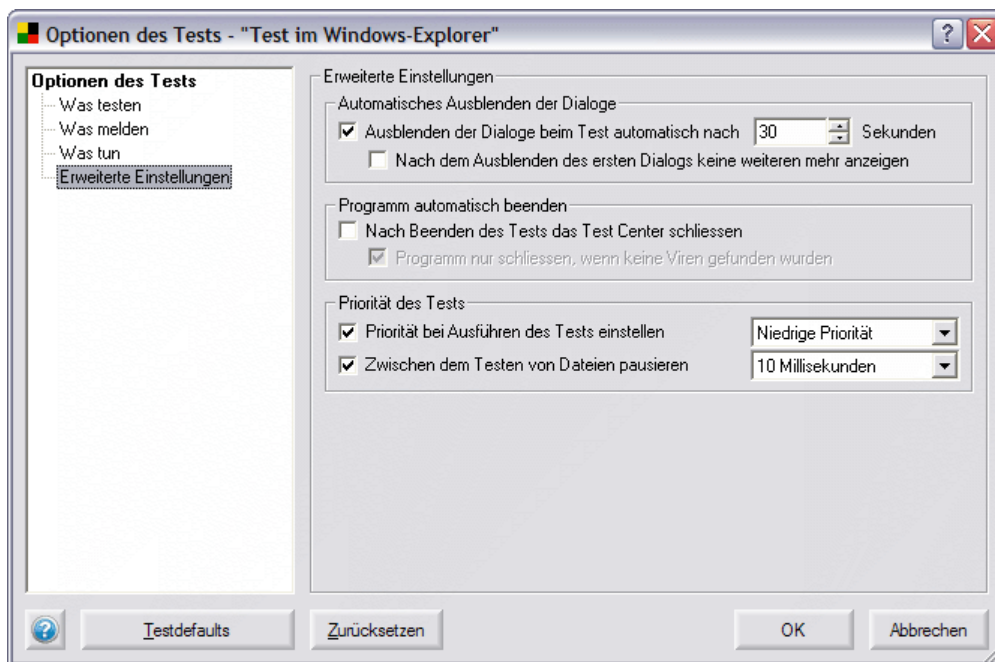 Optionen des Tests - "Test im Windows-Explorer"
Optionen des Tests
Was testen
Was melden
Was tun
Erweiterte Einstellungen
Erweiterte Einstellungen
Automatisches Ausblenden der Dialoge
Ausblenden der Dialoge beim Test automatisch nach 30 Sekunden
Nach dem Ausblenden des ersten Dialogs keine weiteren mehr anzeigen
Programm automatisch beenden
Nach Beenden des Tests das Test Center schliessen
Programm nur schliessen, wenn keine Viren gefunden wurden
Priorität des Tests
Priorität bei Ausführen des Tests einstellen Niedrige Priorität
Zwischen dem Testen von Dateien pausieren 10 Millisekunden
Testdefaults Zurücksetzen OK Abbrechen